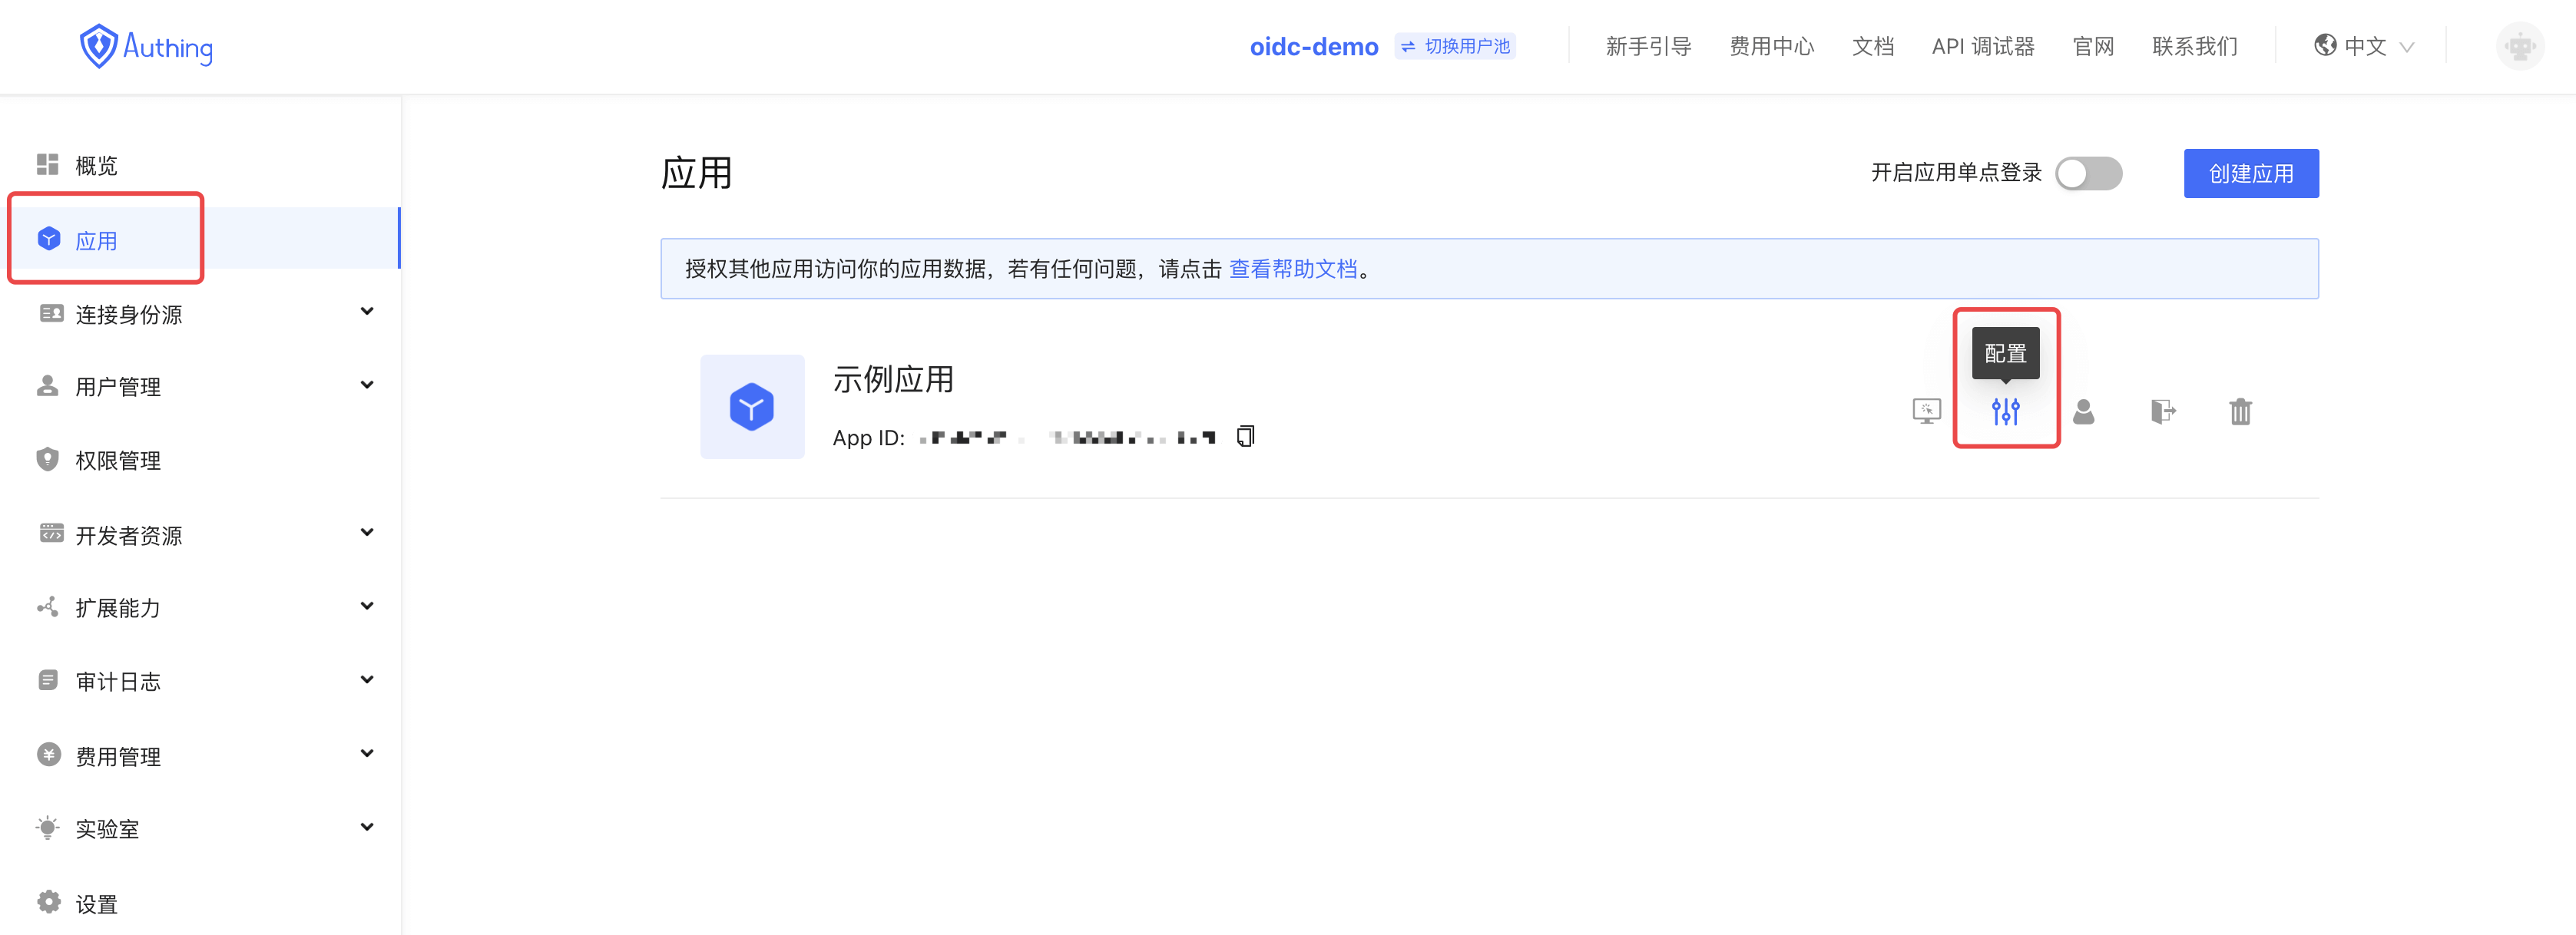 Authing
oidc-demo 切换用户池 新手引导 费用中心 文档 API 调试器 官网 联系我们 中文
概览
应用
连接身份源
用户管理
权限管理
开发者资源
扩展能力
审计日志
费用管理
实验室
设置
应用
开启应用单点登录 创建应用
授权其他应用访问你的应用数据，若有任何问题，请点击 查看帮助文档。
配置
示例应用
App ID: